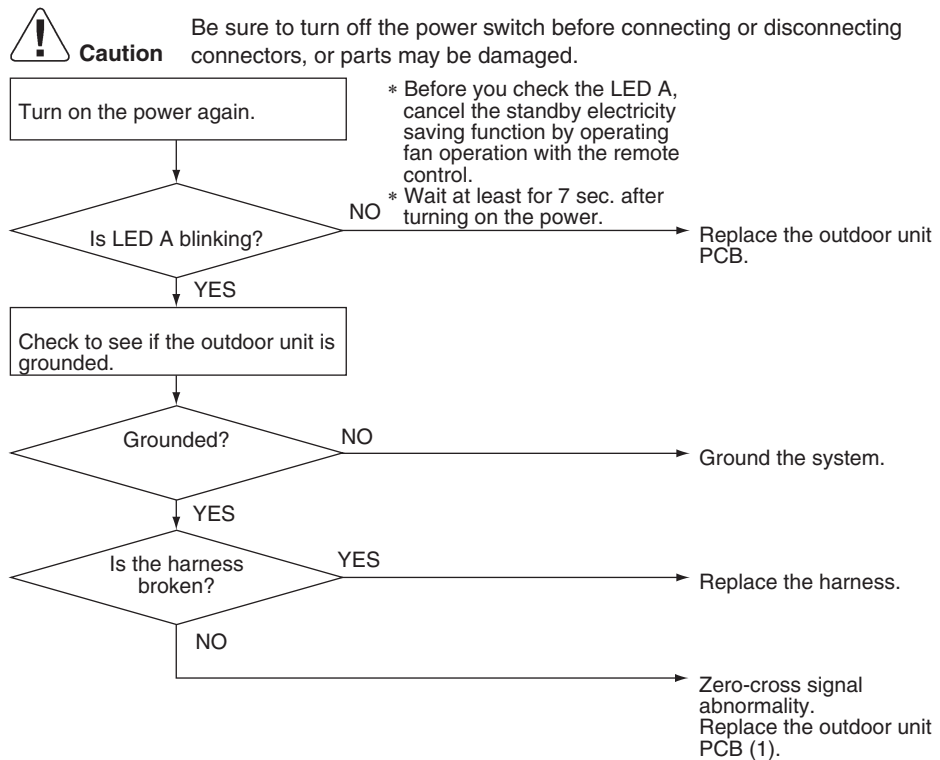 Be sure to turn off the power switch before connecting or disconnecting
Caution connectors, or parts may be damaged.
Turn on the power again.
∗ Before you check the LED A,
cancel the standby electricity
saving function by operating
fan operation with the remote
control.
∗ Wait at least for 7 sec. after
turning on the power.
Is LED A blinking?
NO
Replace the outdoor unit
PCB.
YES
Check to see if the outdoor unit is
grounded.
Grounded?
NO
Ground the system.
YES
Is the harness
broken?
YES
Replace the harness.
NO
Zero-cross signal
abnormality.
Replace the outdoor unit
PCB (1).